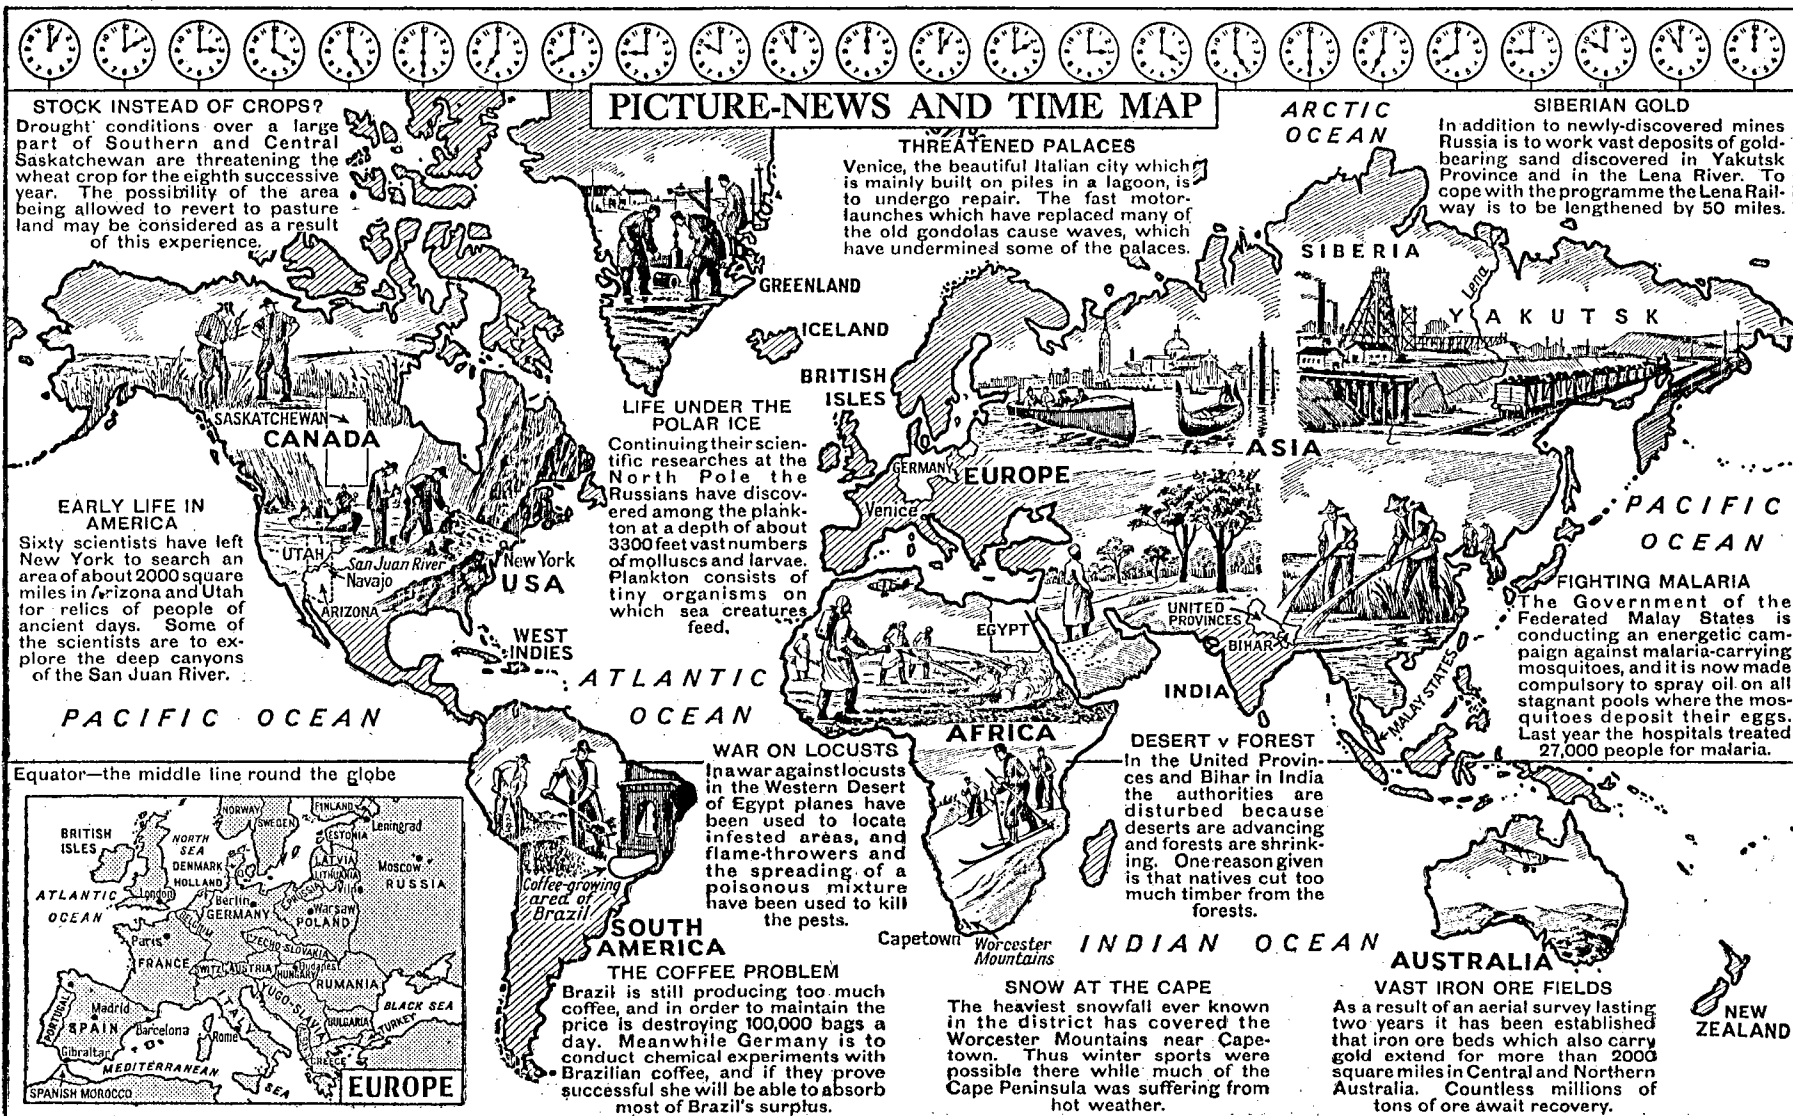 PICTURE-NEWS AND TIME MAP
STOCK INSTEAD OF CROPS?
Drought conditions over a large
part of Southern and Central
Saskatchewan are threatening the
wheat crop for the eighth successive
year. The possibility of the area
being allowed to revert to pasture
land may be considered as a result
of this experience.
THREATENED PALACES
Venice, the beautiful Italian city which
is mainly built on piles in a lagoon, is
to undergo repair. The fast motor-
launches which have replaced many of
the old gondolas cause waves, which
have undermined some of the palaces.
ARCTIC
OCEAN
SIBERIAN GOLD
In addition to newly-discovered mines
Russia is to work vast deposits of gold-
bearing sand discovered in Yakutsk
Province and in the Lena River. To
cope with the programme the Lena Rail-
way is to be lengthened by 50 miles.
SIBERIA
Lena
YAKUTSK
GREENLAND
ICELAND
BRITISH
ISLES
SASKATCHEWAN
CANADA
LIFE UNDER THE
POLAR ICE
Continuing their scien-
tific researches at the
North Pole the
Russians have discov-
ered among the plank-
ton at a depth of about
3300 feet vast numbers
of molluscs and larvae.
Plankton consists of
tiny organisms on
which sea creatures
feed.
GERMANY
EUROPE
Venice
ASIA
PACIFIC
OCEAN
EARLY LIFE IN
AMERICA
Sixty scientists have left
New York to search an
area of about 2000 square
miles in Arizona and Utah
for relics of people of
ancient days. Some of
the scientists are to ex-
plore the deep canyons
of the San Juan River.
UTAH
San Juan River
Navajo
ARIZONA
New York
USA
WEST
INDIES
ATLANTIC
OCEAN
PACIFIC OCEAN
EGYPT
UNITED
PROVINCES
BIHAR
INDIA
MALAY STATES
FIGHTING MALARIA
The Government of the
Federated Malay States is
conducting an energetic cam-
paign against malaria-carrying
mosquitoes, and it is now made
compulsory to spray oil on all
stagnant pools where the mos-
quitoes deposit their eggs.
Last year the hospitals treated
27,000 people for malaria.
AFRICA
Equator—the middle line round the globe
WAR ON LOCUSTS
In a war against locusts
in the Western Desert
of Egypt planes have
been used to locate
infested areas, and
flame-throwers and
the spreading of a
poisonous mixture
have been used to kill
the pests.
DESERT v FOREST
In the United Provin-
ces and Bihar in India
the authorities are
disturbed because
deserts are advancing
and forests are shrink-
ing. One reason given
is that natives cut too
much timber from the
forests.
Coffee-growing
area of
Brazil
SOUTH
AMERICA
Capetown
Worcester
Mountains
INDIAN OCEAN
AUSTRALIA
NEW
ZEALAND
THE COFFEE PROBLEM
Brazil is still producing too much
coffee, and in order to maintain the
price is destroying 100,000 bags a
day. Meanwhile Germany is to
conduct chemical experiments with
Brazilian coffee, and if they prove
successful she will be able to absorb
most of Brazil's surplus.
SNOW AT THE CAPE
The heaviest snowfall ever known
in the district has covered the
Worcester Mountains near Cape-
town. Thus winter sports were
possible there while much of the
Cape Peninsula was suffering from
hot weather.
VAST IRON ORE FIELDS
As a result of an aerial survey lasting
two years it has been established
that iron ore beds which also carry
gold extend for more than 2000
square miles in Central and Northern
Australia. Countless millions of
tons of ore await recovery.
NORWAY
FINLAND
SWEDEN
Leningrad
ESTONIA
BRITISH
ISLES
NORTH
SEA
DENMARK
LATVIA
LITHUANIA
Moscow
RUSSIA
HOLLAND
ATLANTIC
OCEAN
London
Berlin
GERMANY
Warsaw
POLAND
BELGIUM
Paris
CZECHO SLOVAKIA
FRANCE
SWITZ
AUSTRIA
Budapest
HUNGARY
RUMANIA
ITALY
YUGO-SLAVIA
BLACK SEA
PORTUGAL
Madrid
SPAIN
Barcelona
Rome
BULGARIA
TURKEY
GREECE
Gibraltar
MEDITERRANEAN
SEA
SPANISH MOROCCO
EUROPE